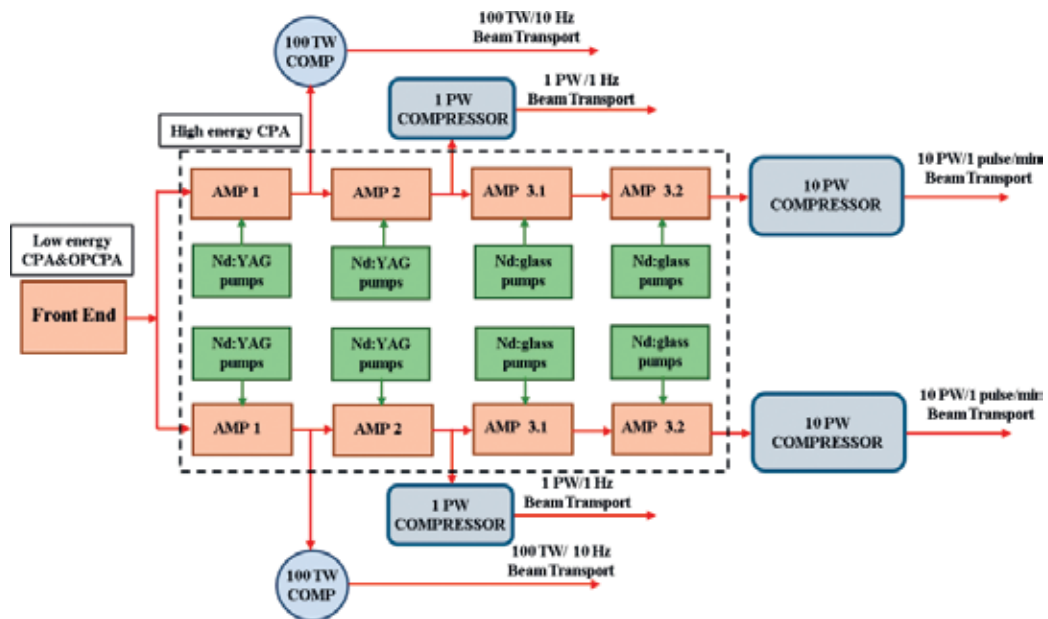 100 TW/10 Hz
Beam Transport
100 TW
COMP
1 PW /1 Hz
Beam Transport
1 PW
COMPRESSOR
High energy CPA
AMP 1
AMP 2
AMP 3.1
AMP 3.2
10 PW
COMPRESSOR
10 PW/1 pulse/min
Beam Transport
Low energy
CPA&OPCPA
Nd:YAG
pumps
Nd:YAG
pumps
Nd:glass
pumps
Nd:glass
pumps
Front End
Nd:YAG
pumps
Nd:YAG
pumps
Nd:glass
pumps
Nd:glass
pumps
AMP 1
AMP 2
AMP 3.1
AMP 3.2
10 PW
COMPRESSOR
10 PW/1 pulse/min
Beam Transport
1 PW
COMPRESSOR
1 PW/1 Hz
Beam Transport
100 TW
COMP
100 TW/ 10 Hz
Beam Transport